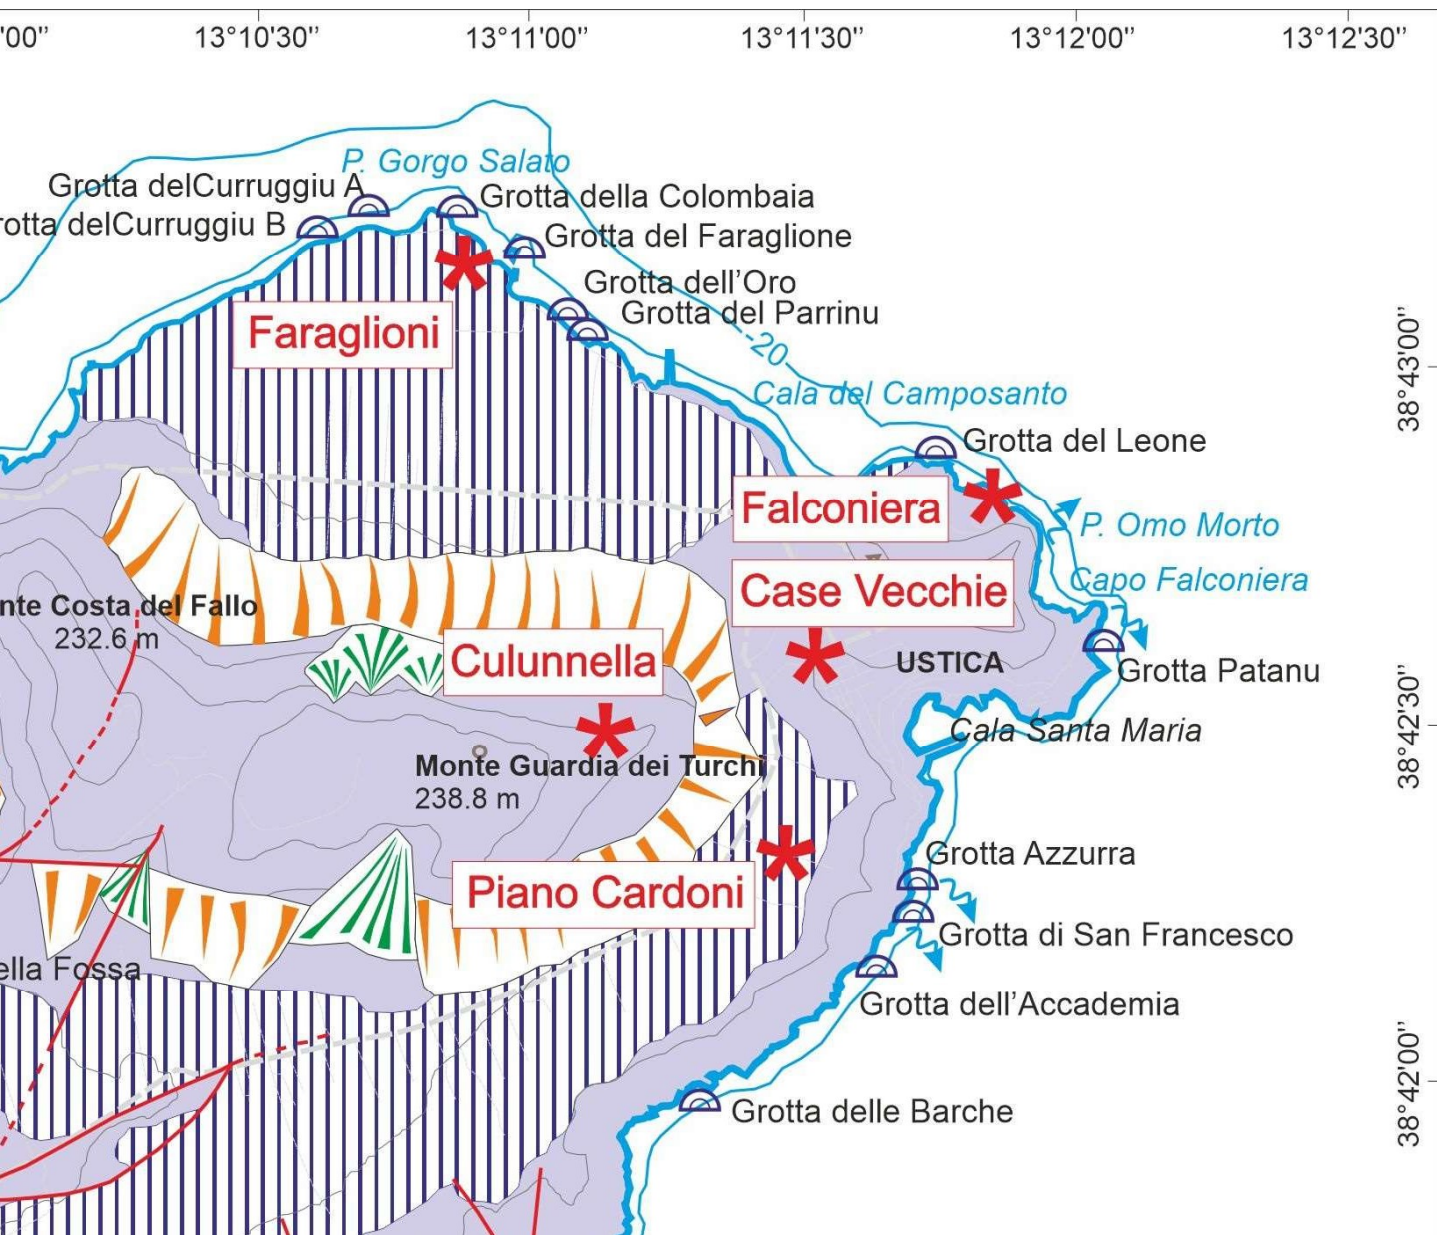 '00"
13°10'30"
13°11'00"
13°11'30"
13°12'00"
13°12'30"
P. Gorgo Salato
Grotta delCurruggiu A
Grotta della Colombaia
rotta delCurruggiu B
Grotta del Faraglione
Grotta dell'Oro
Grotta del Parrinu
Faraglioni
-20
38°43'00"
Cala del Camposanto
Grotta del Leone
Falconiera
P. Omo Morto
Case Vecchie
Capo Falconiera
nte Costa del Fallo
232.6 m
Culunnella
USTICA
Grotta Patanu
38°42'30"
Cala Santa Maria
Monte Guardia dei Turchi
238.8 m
Grotta Azzurra
Piano Cardoni
Grotta di San Francesco
ella Fossa
Grotta dell'Accademia
38°42'00"
Grotta delle Barche